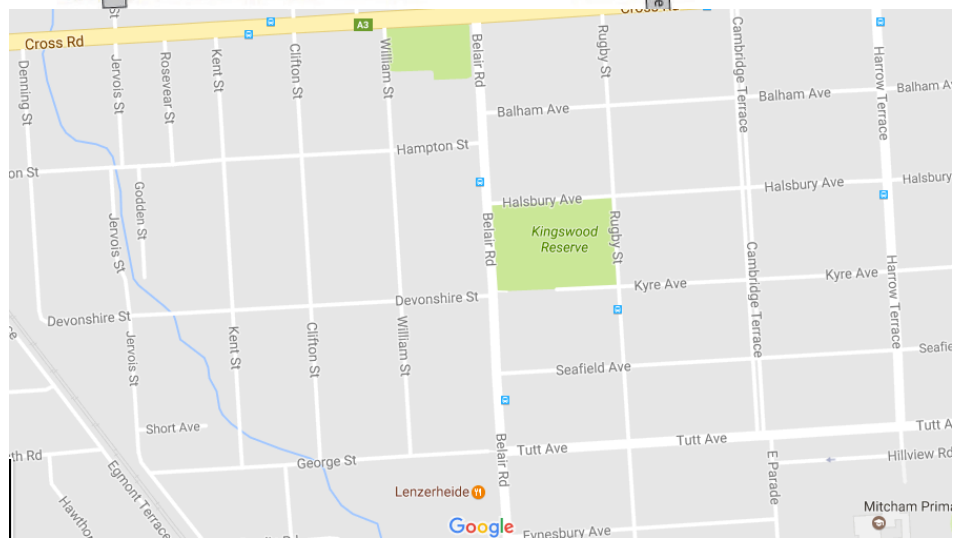 St
Cross Rd
Cross Rd
A3
Denning St
Jervois St
Rosevear St
Kent St
Clifton St
William St
Belair Rd
Rugby St
Cambridge Terrace
Harrow Terrace
Balham Ave
Balham Ave
Balham A
Hampton St
on St
Godden St
Jervois St
Halsbury Ave
Halsbury Ave
Halsbury
Kingswood
Reserve
Belair Rd
Rugby St
Cambridge Terrace
Harrow Terrace
Kyre Ave
Kyre Ave
Devonshire St
Devonshire St
Jervois St
Kent St
Clifton St
William St
Seafield Ave
Seafie
Short Ave
Belair Rd
Tutt Ave
Tutt Ave
Tutt A
th Rd
Egmont Terrace
George St
E Parade
Hillview Rd
Hawtho
Lenzerheide
Google
Eynesbury Ave
Mitcham Prima